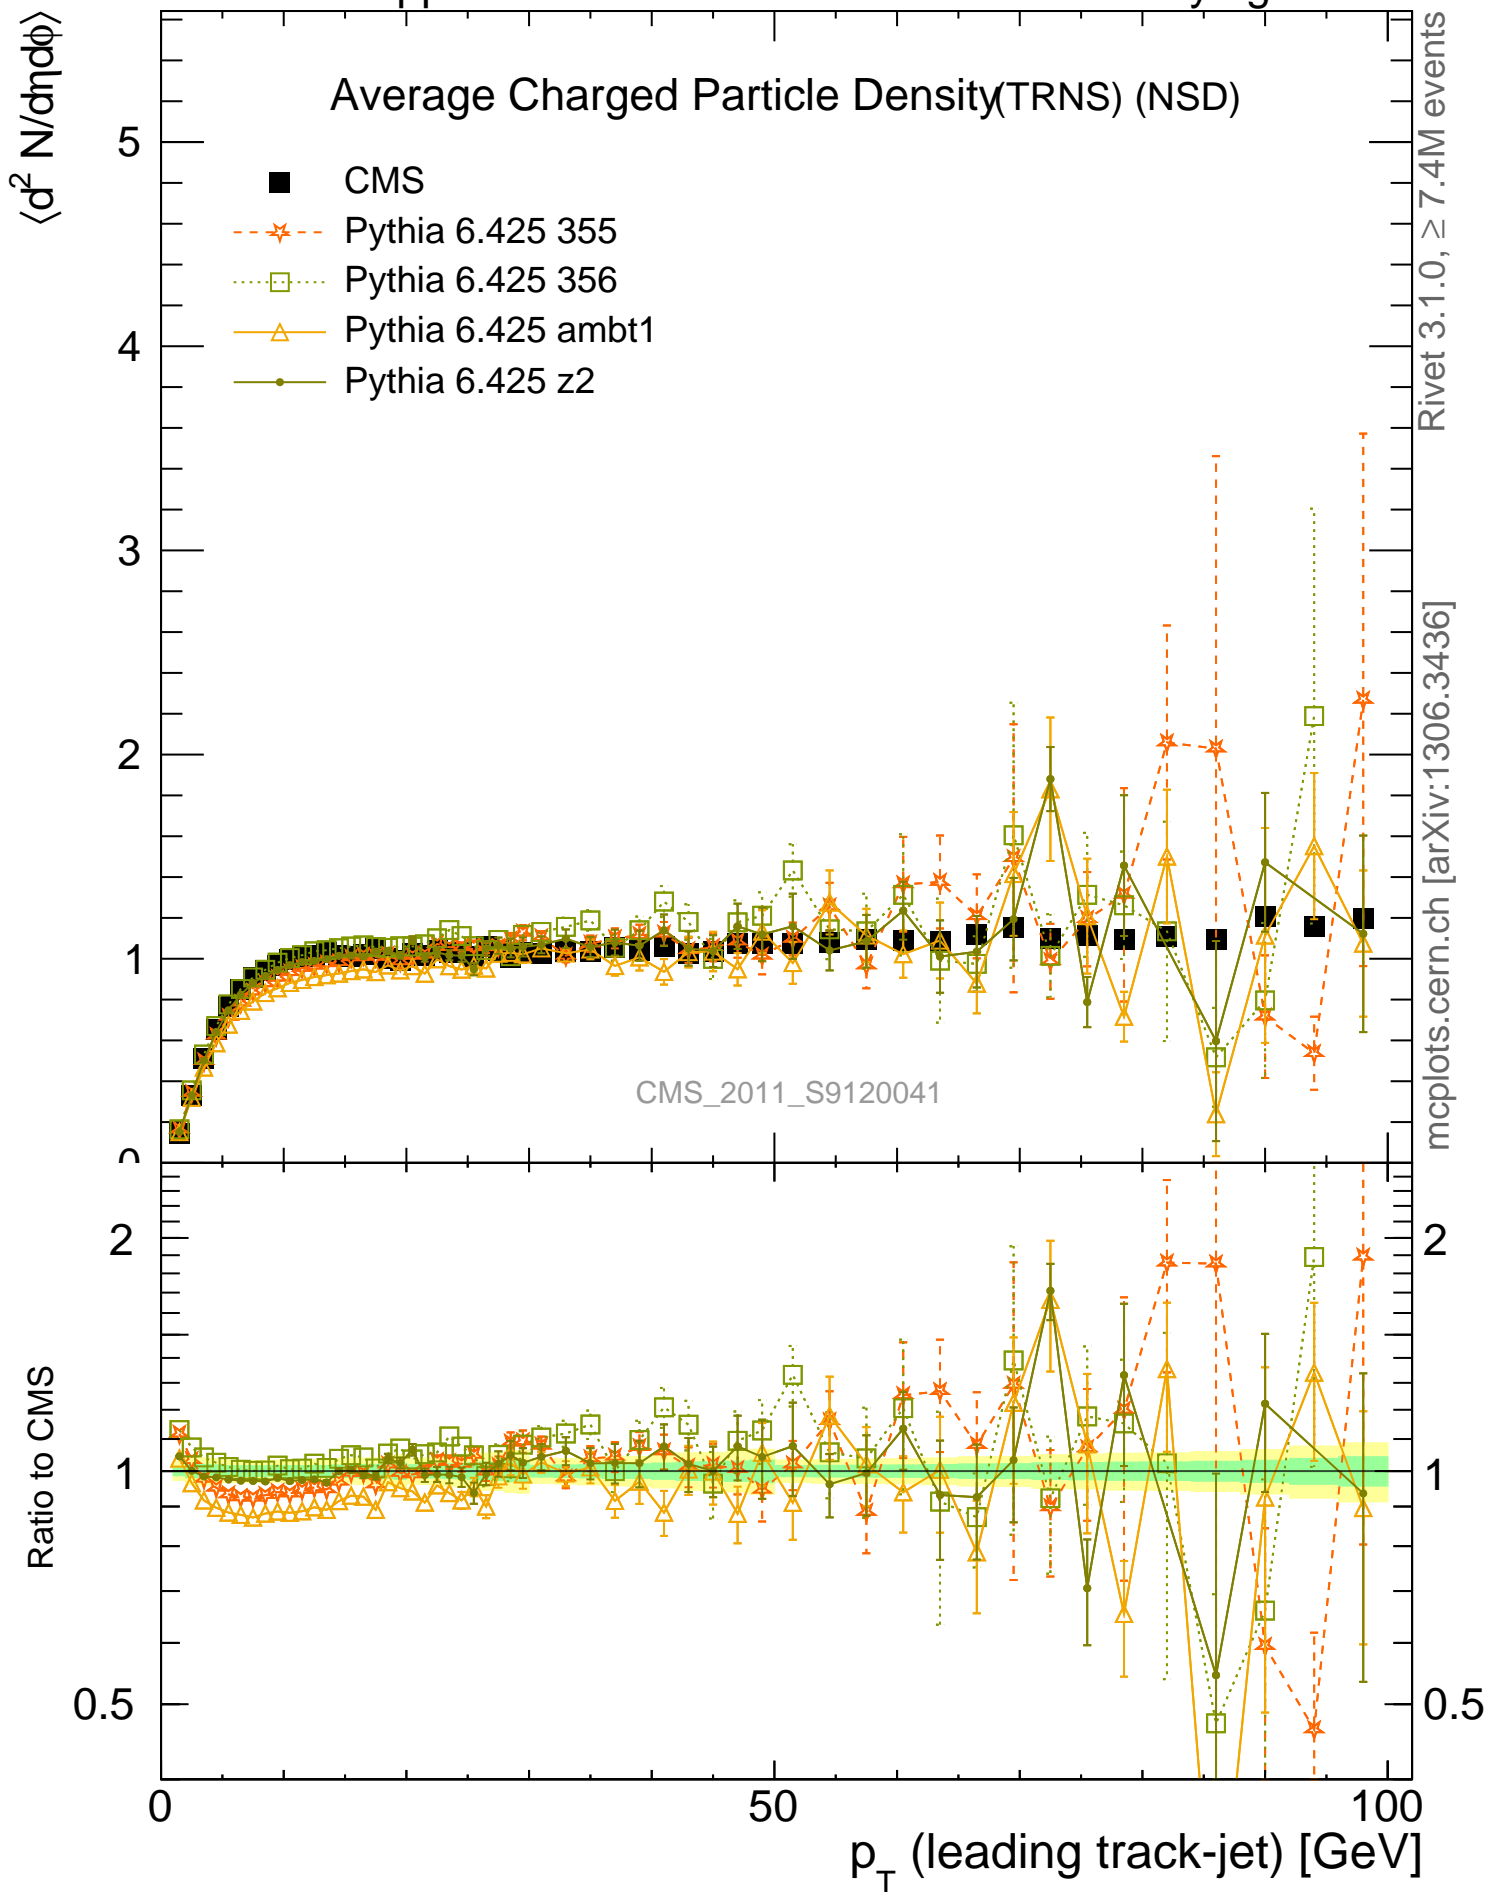 pp
Average Charged Particle Density(TRNS) (NSD)
⟨d² N/dηdϕ⟩
CMS
Pythia 6.425 355
Pythia 6.425 356
Pythia 6.425 ambt1
Pythia 6.425 z2
5
4
3
2
1
0
CMS_2011_S9120041
Rivet 3.1.0, ≥ 7.4M events
mcplots.cern.ch [arXiv:1306.3436]
Ratio to CMS
2
1
0.5
2
1
0.5
0
50
100
p_T (leading track-jet) [GeV]